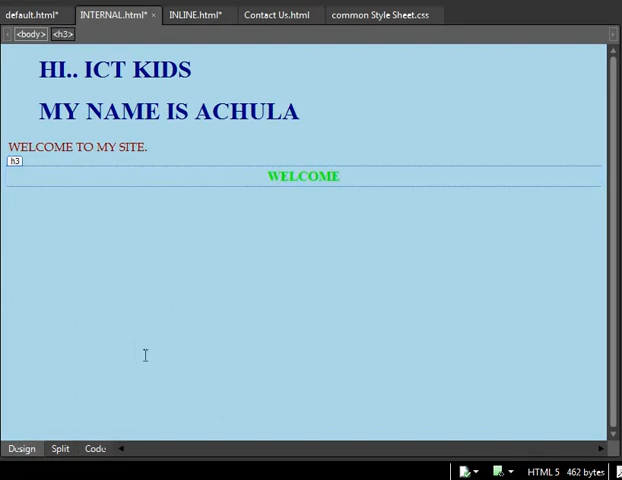 default.html* INTERNAL.html* × INLINE.html* Contact Us.html common Style Sheet.css
<body> <h3>
HI.. ICT KIDS
MY NAME IS ACHULA
WELCOME TO MY SITE.
h3
WELCOME
Design Split Code
HTML 5 462 bytes